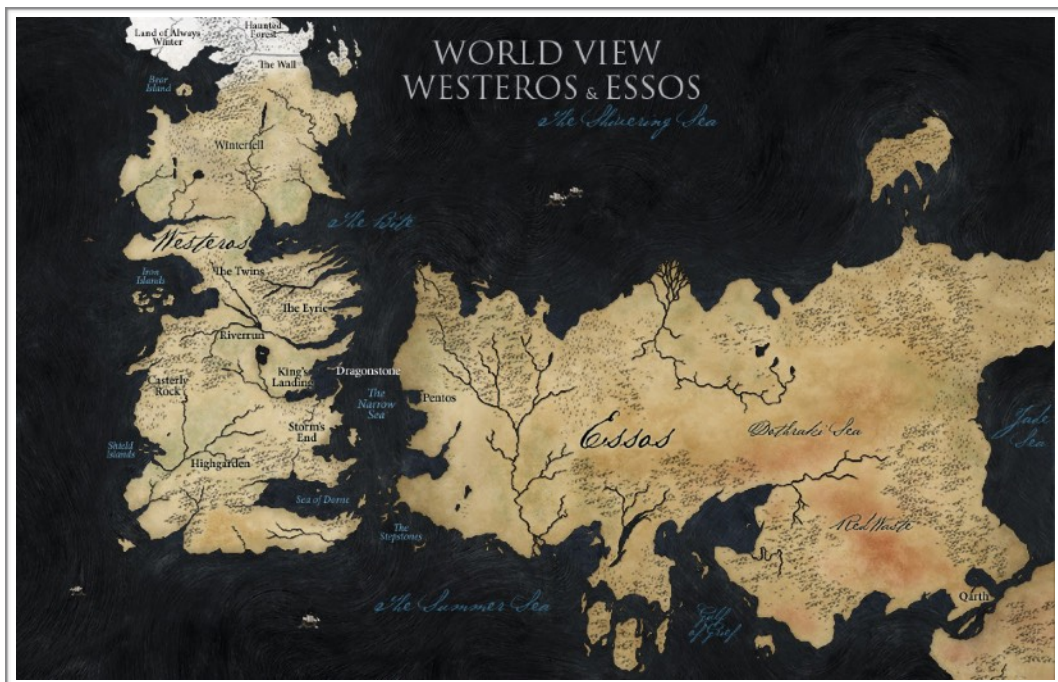 Land of Always
Winter
Haunted
Forest
The Wall
WORLD VIEW
WESTEROS & ESSOS
The Shivering Sea
Bear
Island
Winterfell
The Bite
Westeros
Iron
Islands
The Twins
The Eyrie
Riverrun
Casterly
Rock
King's
Landing
Dragonstone
The
Narrow
Sea
Pentos
Storm's
End
Shield
Islands
Highgarden
Essos
Dothraki Sea
Jade
Sea
Sea of Dorne
The
Stepstones
Red Waste
The Summer Sea
Gulf
of Grief
Qarth